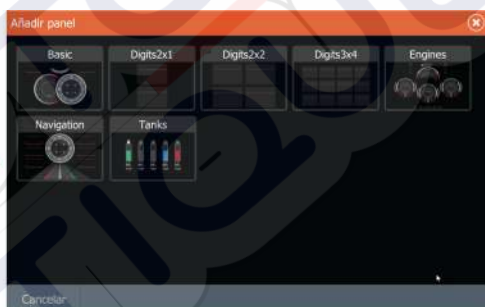 Añadir panel
Basic
Digits2x1
Digits2x2
Digits3x4
Engines
Navigation
Tanks
Cancelar